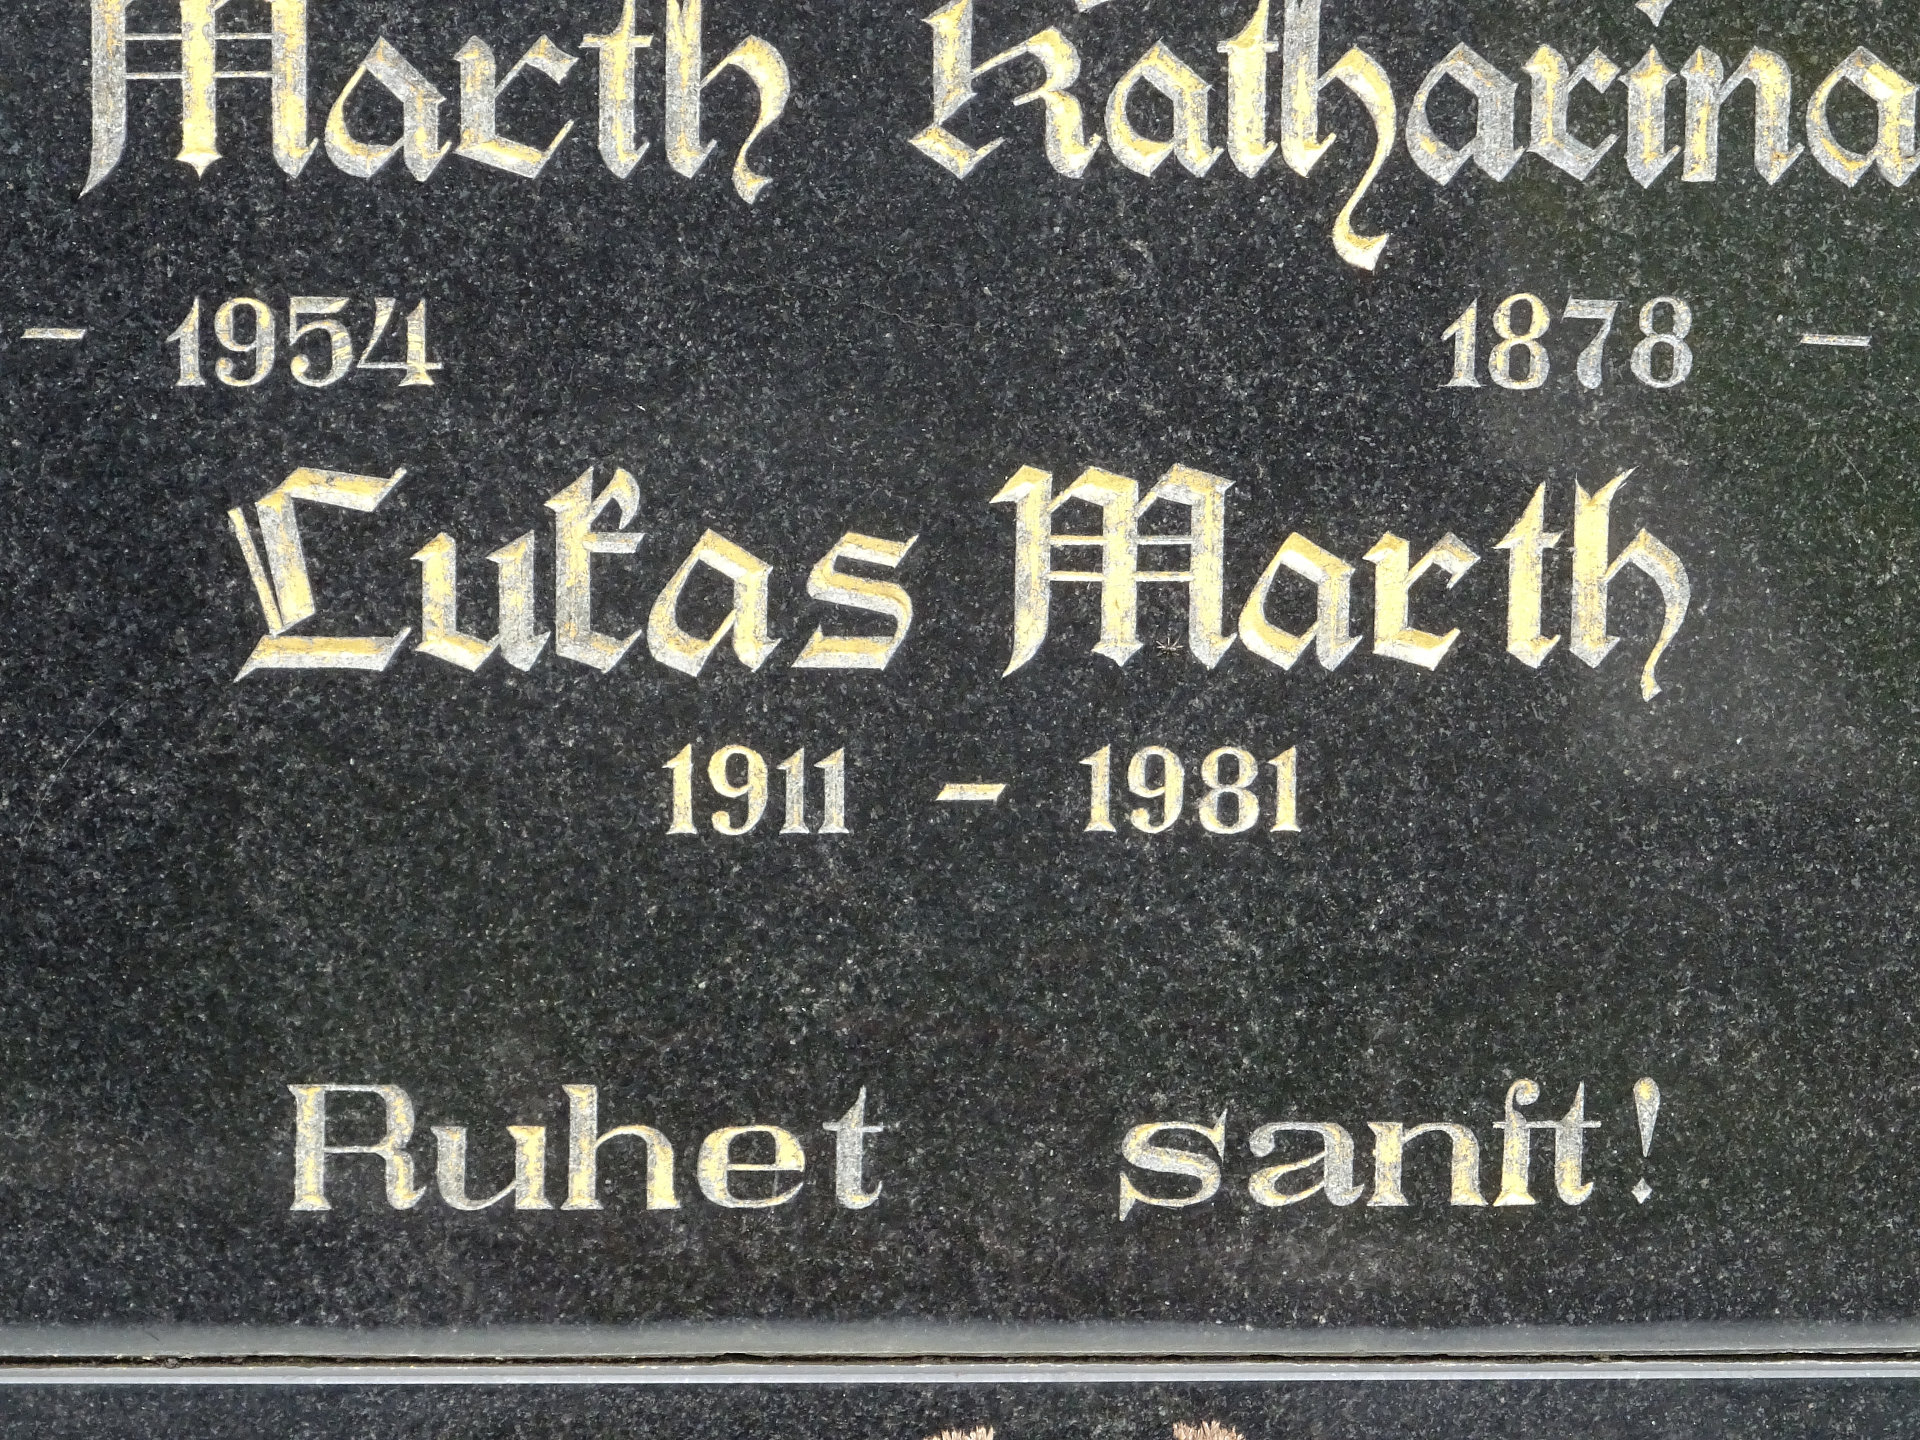 Marth Katharina
– 1954 1878 –
Lukas Marth
1911 – 1981
Ruhet sanft!